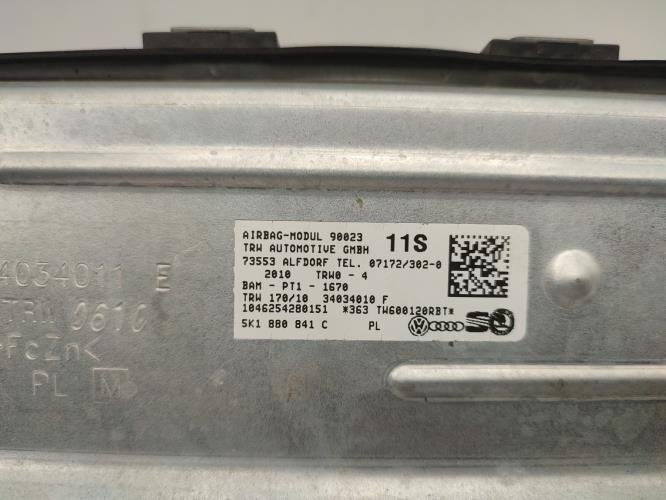 AIRBAG-MODUL 90023 11S
TRW AUTOMOTIVE GMBH
73553 ALFDORF TEL. 07172/302-0
2010 TRW0 - 4
BAM - PT1 - 1670
TRW 170/10 34034010 F
1046254280151 *363 TW600120RBT*
5K1 880 841 C PL
4034011 E
TRW 0610
FcZn<
PL M